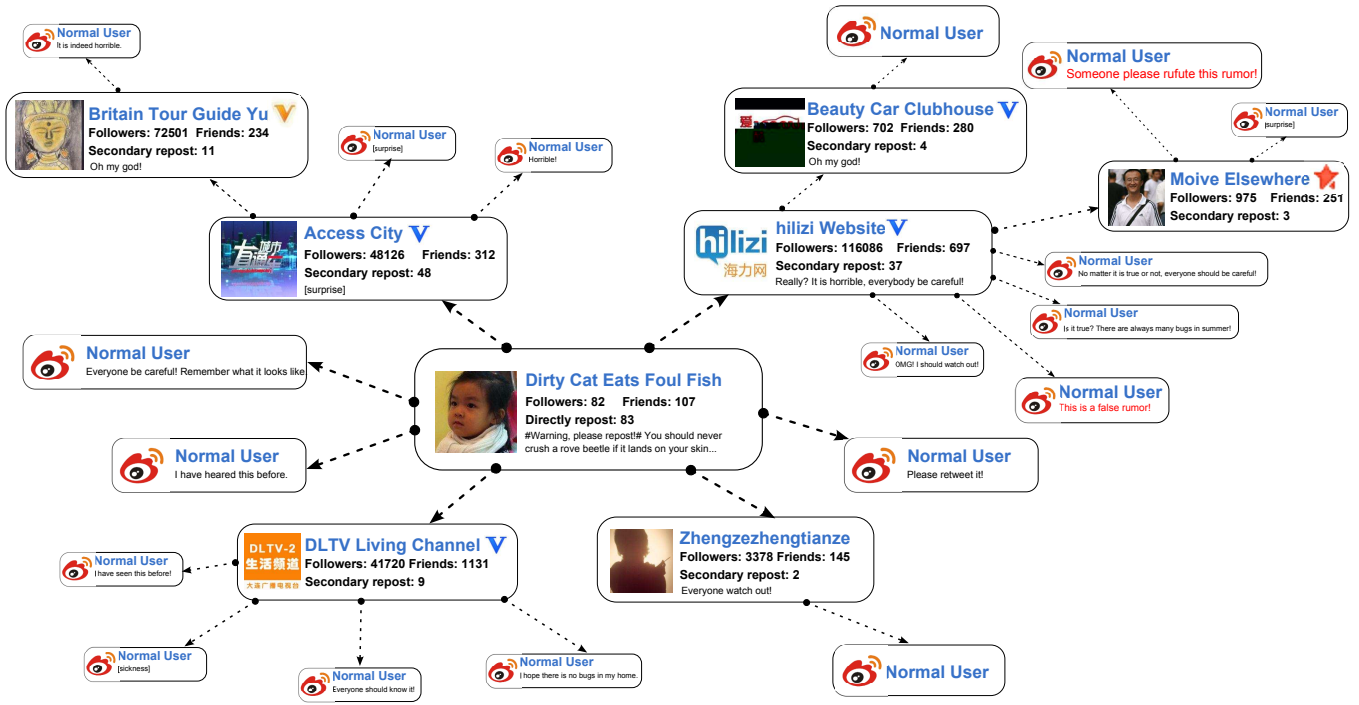 Normal User
It is indeed horrible.
Britain Tour Guide Yu
Followers: 72501 Friends: 234
Secondary repost: 11
Oh my god!
Normal User
[surprise]
Normal User
Horrible!
Access City
Followers: 48126 Friends: 312
Secondary repost: 48
[surprise]
有
城市
Normal User
Beauty Car Clubhouse
Followers: 702 Friends: 280
Secondary repost: 4
Oh my god!
爱
Normal User
Someone please rufute this rumor!
Normal User
[surprise]
Moive Elsewhere
Followers: 975 Friends: 251
Secondary repost: 3
hilizi
海力网
hilizi Website
Followers: 116086 Friends: 697
Secondary repost: 37
Really? It is horrible, everybody be careful!
Normal User
No matter it is true or not, everyone should be careful!
Normal User
Is it true? There are always many bugs in summer!
Normal User
OMG! I should watch out!
Normal User
This is a false rumor!
Normal User
Everyone be careful! Remember what it looks like
Dirty Cat Eats Foul Fish
Followers: 82 Friends: 107
Directly repost: 83
#Warning, please repost!# You should never
crush a rove beetle if it lands on your skin...
Normal User
I have heared this before.
Normal User
Please retweet it!
DLTV-2
生活频道
大连广播电视台
DLTV Living Channel
Followers: 41720 Friends: 1131
Secondary repost: 9
Zhengzezhengtianze
Followers: 3378 Friends: 145
Secondary repost: 2
Everyone watch out!
Normal User
I have seen this before!
Normal User
[sickness]
Normal User
Everyone should know it!
Normal User
I hope there is no bugs in my home.
Normal User